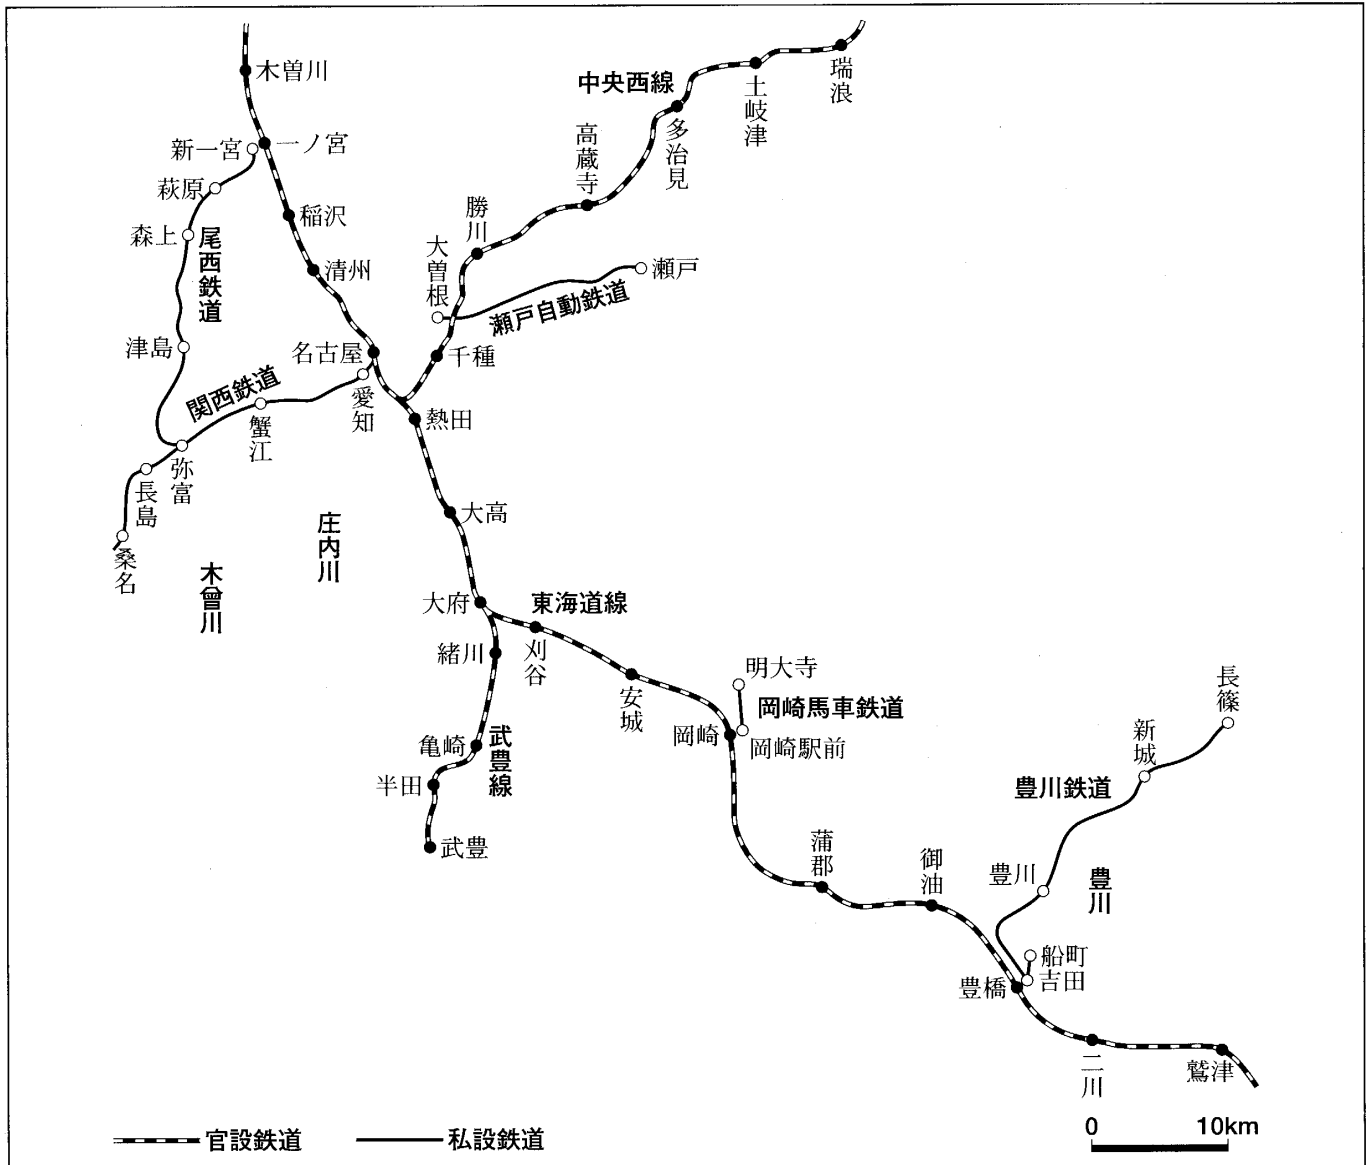 木曽川
新一宮
一ノ宮
萩原
稲沢
森上
尾西鉄道
清州
津島
名古屋
関西鉄道
愛知
蟹江
弥富
長島
桑名
木曾川
庄内川
中央西線
瑞浪
土岐津
多治見
高蔵寺
勝川
大曽根
瀬戸
瀬戸自動鉄道
千種
熱田
大高
大府
東海道線
緒川
刈谷
亀崎
武豊線
半田
武豊
安城
明大寺
岡崎馬車鉄道
岡崎
岡崎駅前
蒲郡
御油
長篠
新城
豊川鉄道
豊川
豊川
船町
吉田
豊橋
二川
鷲津
官設鉄道
私設鉄道
0 10km